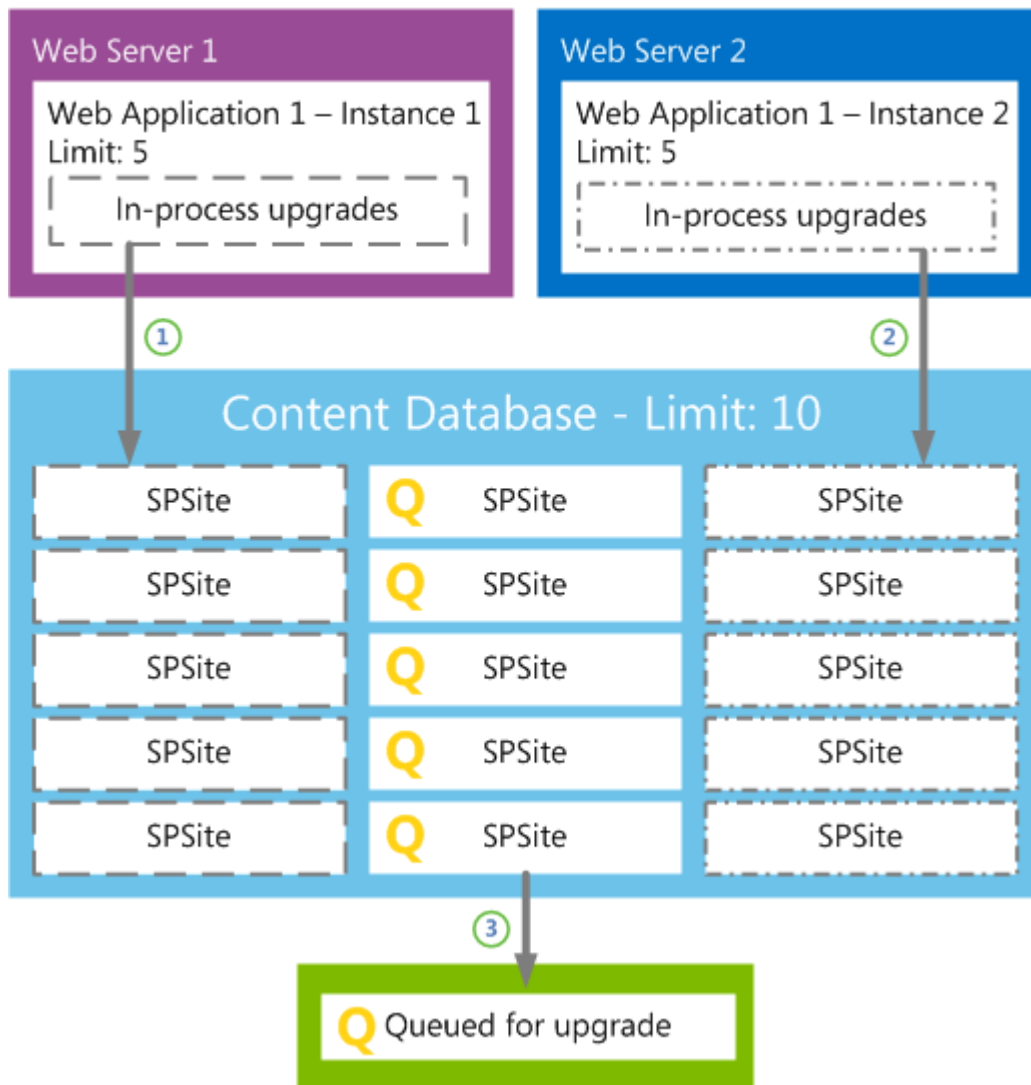 Web Server 1
Web Application 1 – Instance 1
Limit: 5
In-process upgrades
Web Server 2
Web Application 1 – Instance 2
Limit: 5
In-process upgrades
1
2
Content Database - Limit: 10
SPSite
Q SPSite
SPSite
SPSite
Q SPSite
SPSite
SPSite
Q SPSite
SPSite
SPSite
Q SPSite
SPSite
SPSite
Q SPSite
SPSite
3
Q Queued for upgrade